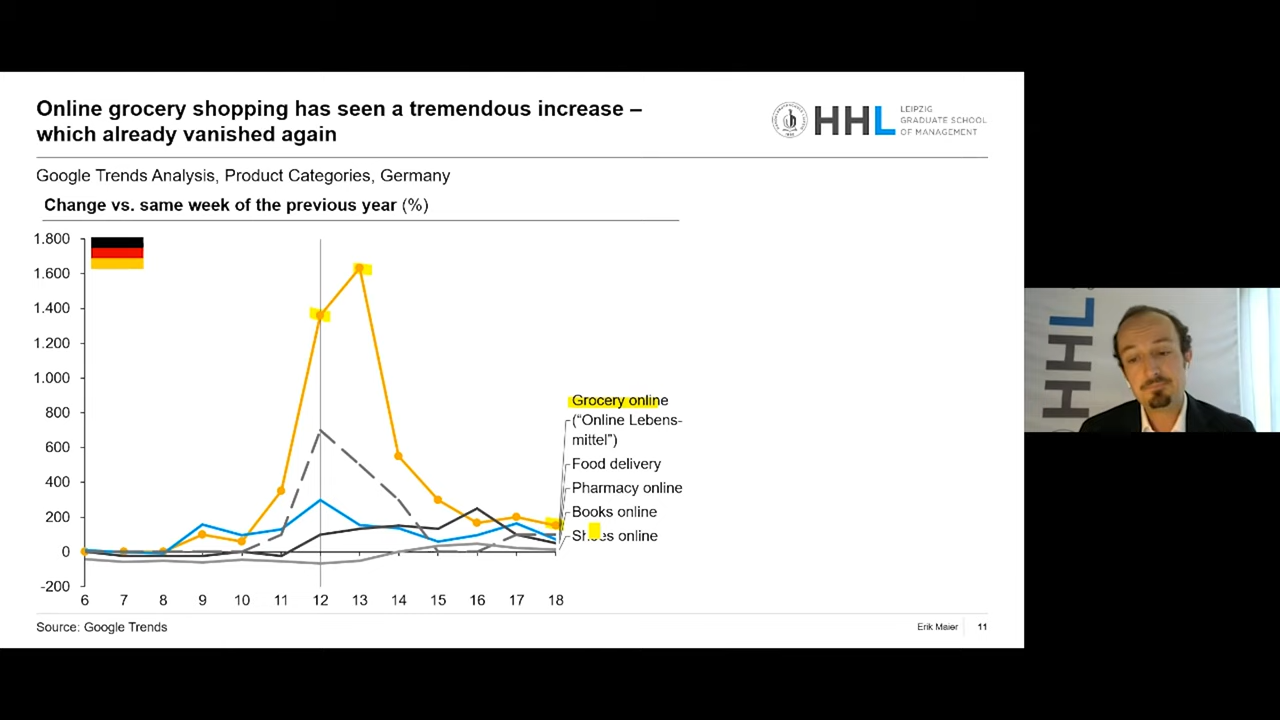 Online grocery shopping has seen a tremendous increase –
which already vanished again
HHL
LEIPZIG
GRADUATE SCHOOL
OF MANAGEMENT
Google Trends Analysis, Product Categories, Germany
Change vs. same week of the previous year (%)
1.800
1.600
1.400
1.200
1.000
800
600
400
200
0
-200
6 7 8 9 10 11 12 13 14 15 16 17 18
Grocery online
(“Online Lebens-
mittel”)
Food delivery
Pharmacy online
Books online
Shoes online
Source: Google Trends
Erik Maier
11
HHL